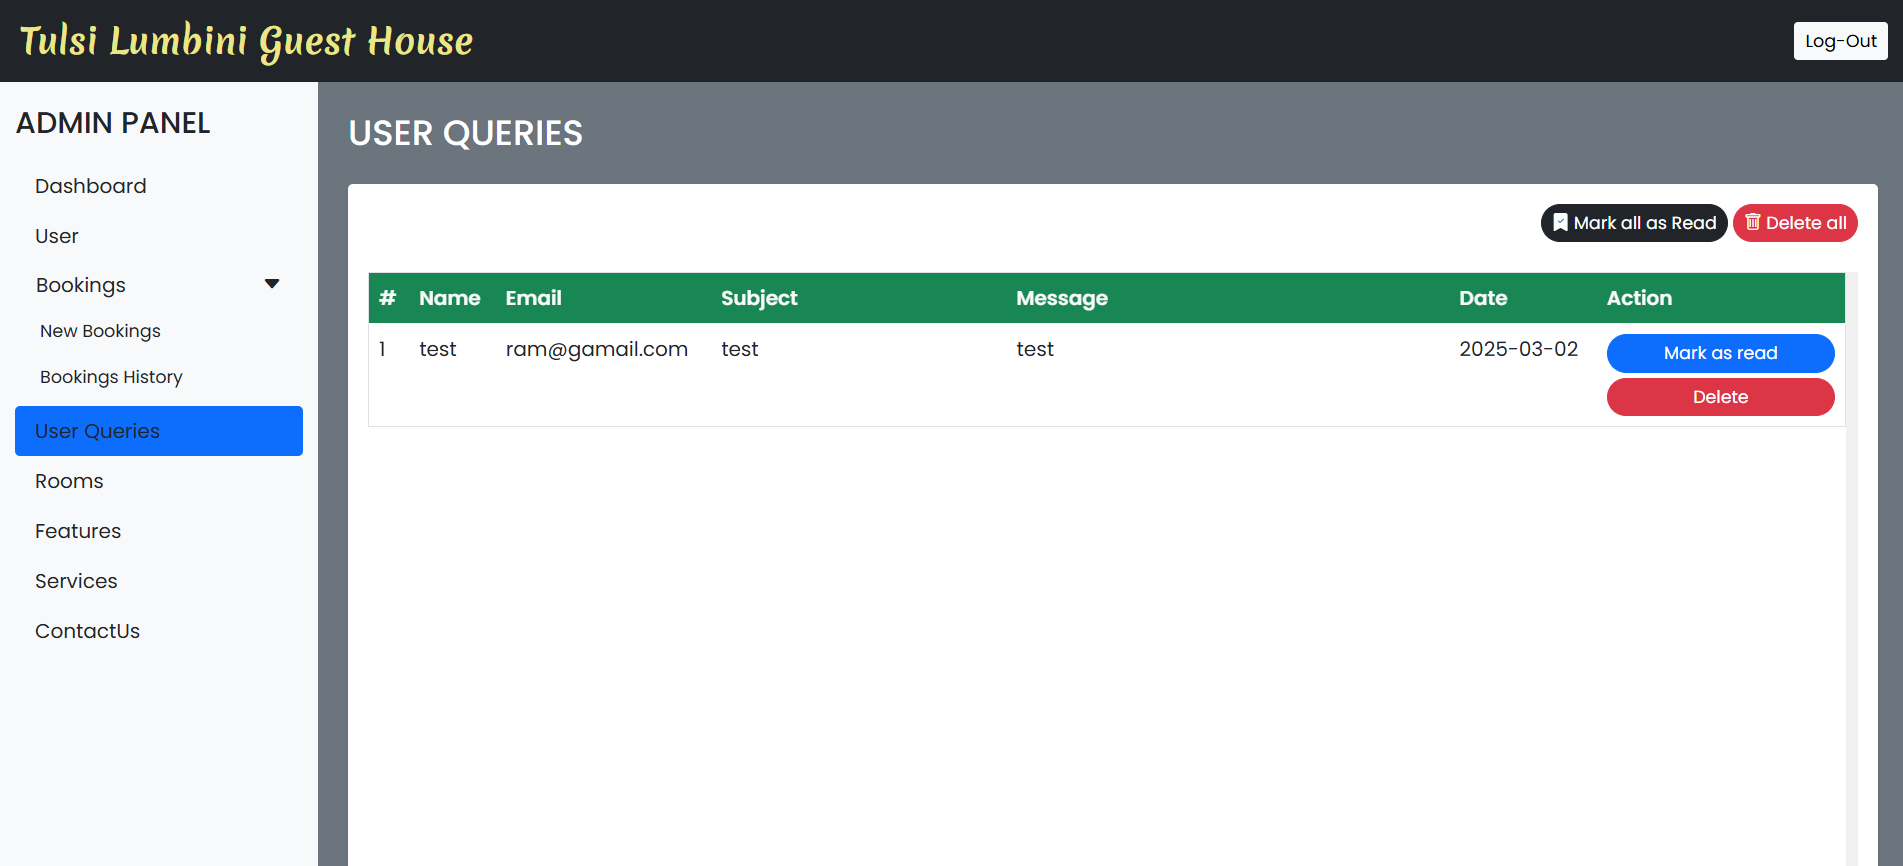 Tulsi Lumbini Guest House
Log-Out
ADMIN PANEL
Dashboard
User
Bookings
New Bookings
Bookings History
User Queries
Rooms
Features
Services
ContactUs
USER QUERIES
Mark all as Read Delete all
# Name Email Subject Message Date Action
1 test ram@gamail.com test test 2025-03-02 Mark as read
Delete